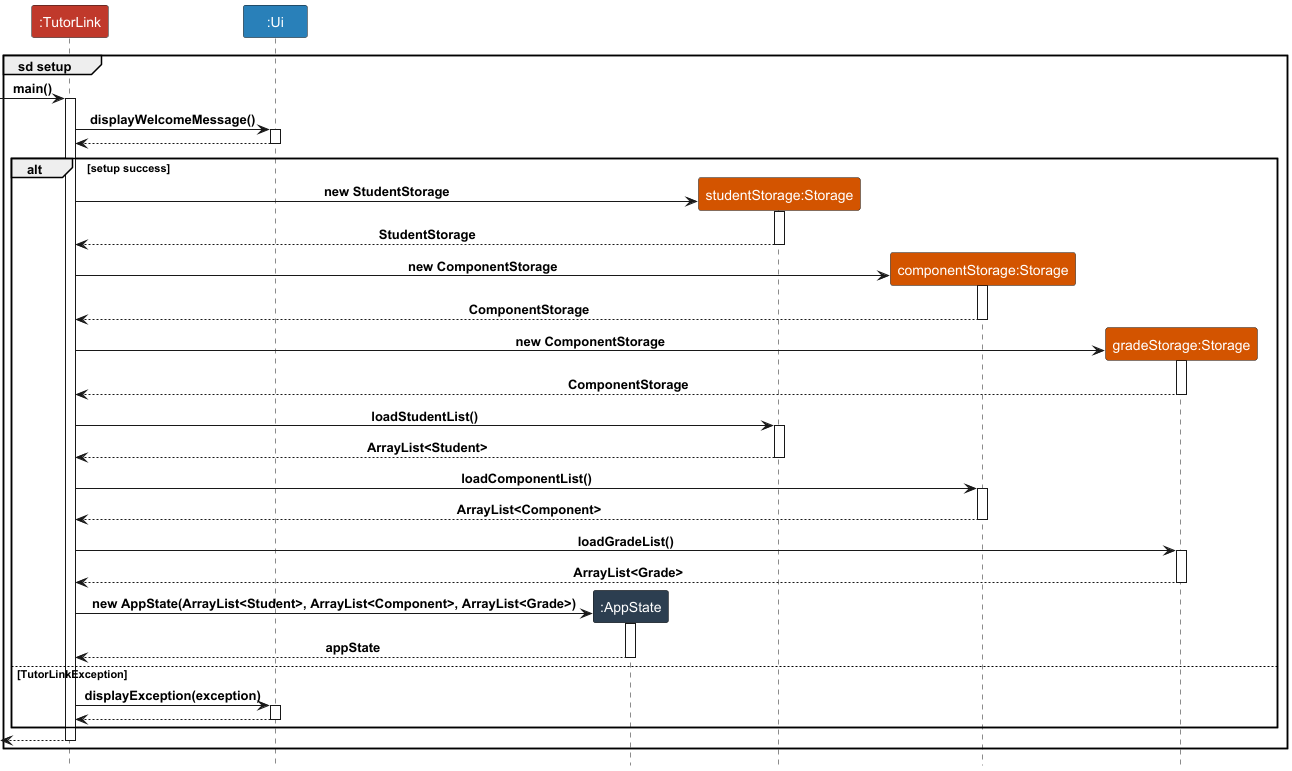 :TutorLink
:Ui
sd setup
main()
displayWelcomeMessage()
alt
[setup success]
new StudentStorage
studentStorage:Storage
StudentStorage
new ComponentStorage
componentStorage:Storage
ComponentStorage
new ComponentStorage
gradeStorage:Storage
ComponentStorage
loadStudentList()
ArrayList<Student>
loadComponentList()
ArrayList<Component>
loadGradeList()
ArrayList<Grade>
new AppState(ArrayList<Student>, ArrayList<Component>, ArrayList<Grade>)
:AppState
appState
[TutorLinkException]
displayException(exception)